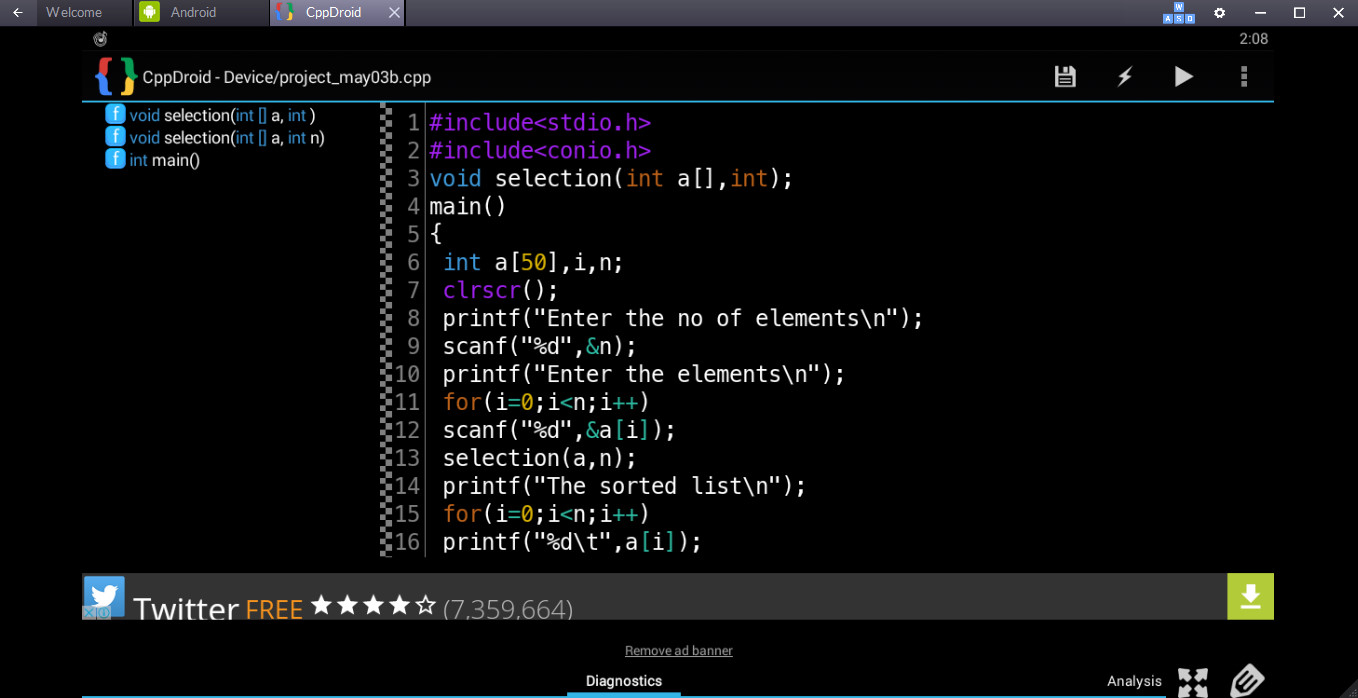 Welcome
Android
CppDroid
W
A S D
2:08
CppDroid - Device/project_may03b.cpp
f void selection(int [] a, int )
f void selection(int [] a, int n)
f int main()
1 #include<stdio.h>
2 #include<conio.h>
3 void selection(int a[],int);
4 main()
5 {
6 int a[50],i,n;
7 clrscr();
8 printf("Enter the no of elements\n");
9 scanf("%d",&n);
10 printf("Enter the elements\n");
11 for(i=0;i<n;i++)
12 scanf("%d",&a[i]);
13 selection(a,n);
14 printf("The sorted list\n");
15 for(i=0;i<n;i++)
16 printf("%d\t",a[i]);
Twitter FREE ★★★★☆ (7,359,664)
Remove ad banner
Diagnostics
Analysis